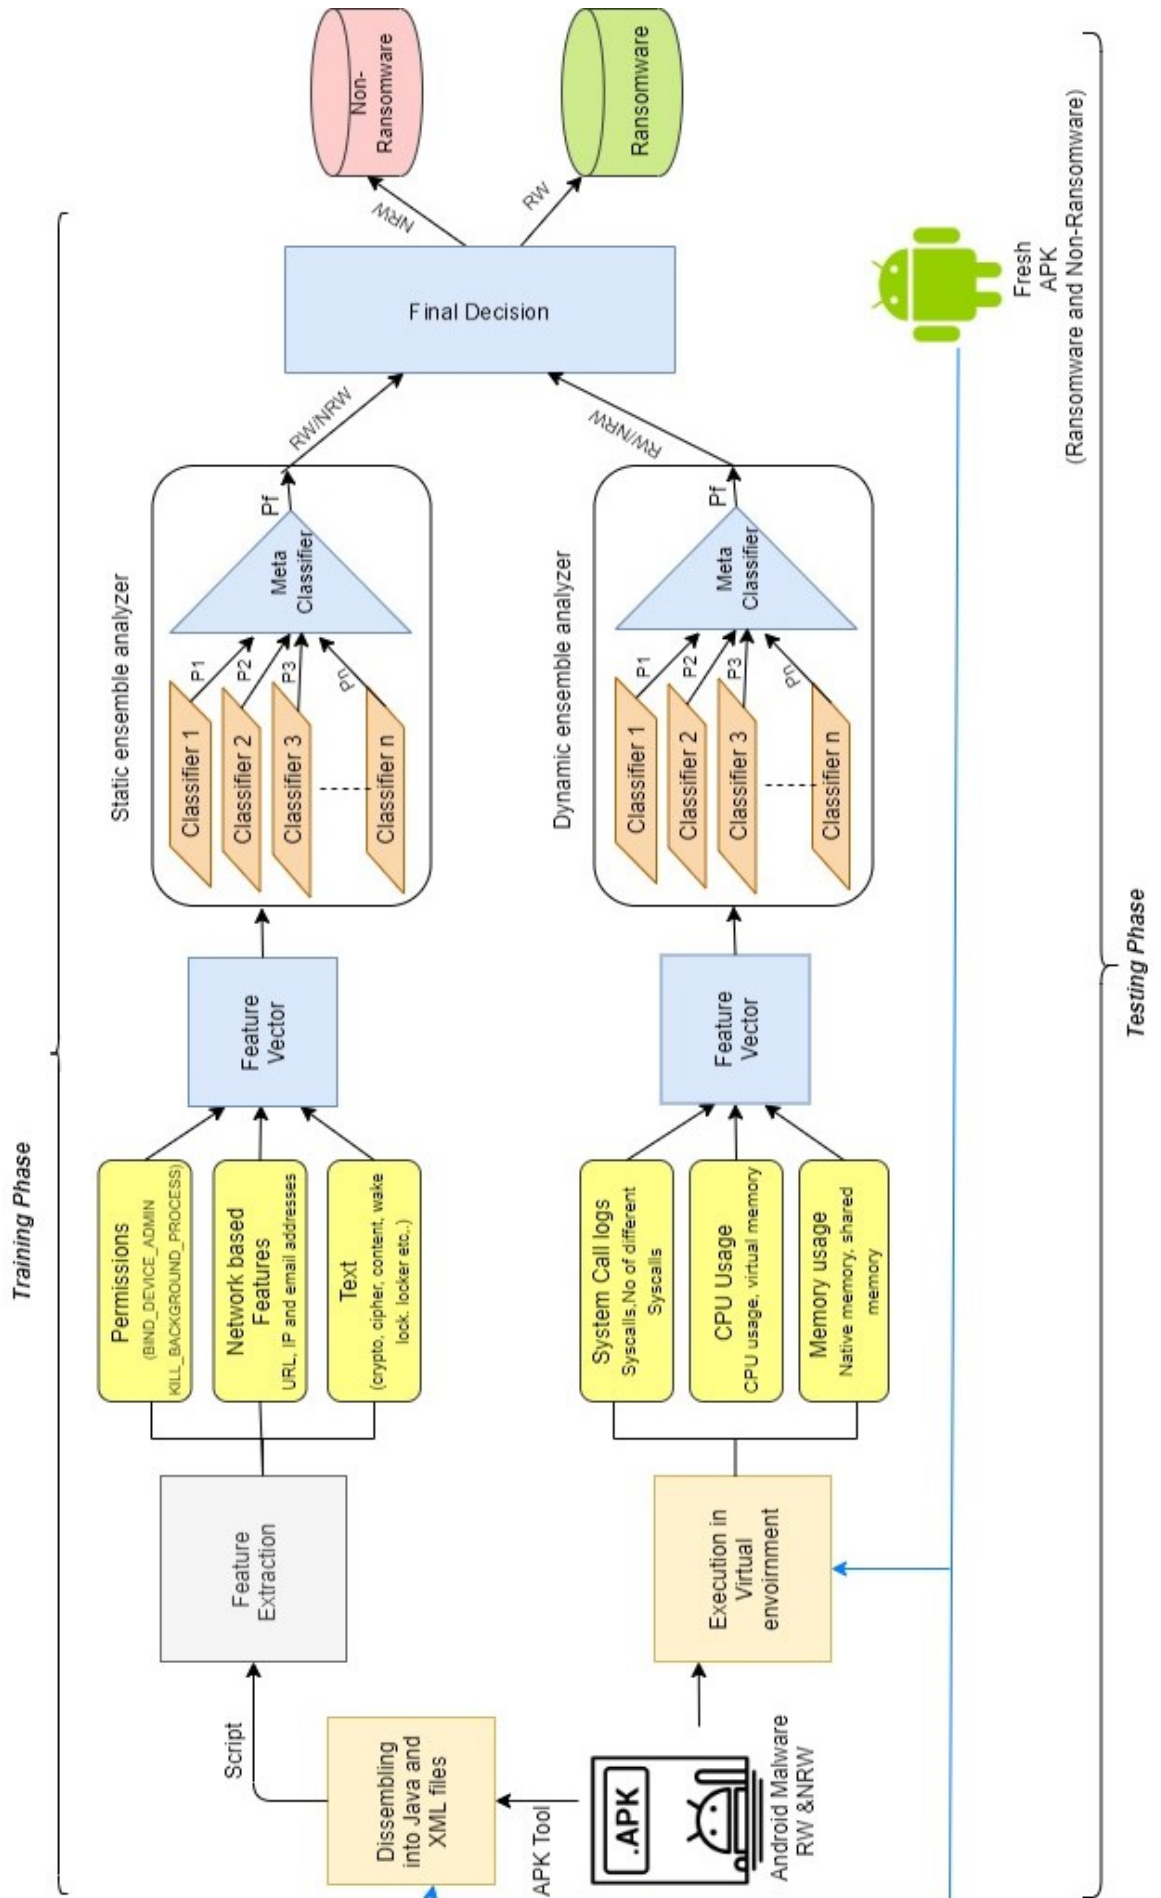 Training Phase
APK Tool
.APK
Android Malware
RW &NRW
Dissembling
into Java and
XML files
Script
Feature
Extraction
Permissions
(BIND_DEVICE_ADMIN
KILL_BACKGROUND_PROCESS)
Network based
Features
URL, IP and email addresses
Text
(crypto, cipher, content, wake
lock. locker etc,.)
Feature
Vector
Static ensemble analyzer
Classifier 1
Classifier 2
Classifier 3
Classifier n
P1
P2
P3
Pn
Meta
Classifier
Pf
RW/NRW
Execution in
Virtual
envoirnment
System Call logs
Syscalls,No of different
Syscalls
CPU Usage
CPU usage, virtual memory
Memory usage
Native memory, shared
memory
Feature
Vector
Dynamic ensemble analyzer
Classifier 1
Classifier 2
Classifier 3
Classifier n
P1
P2
P3
Pn
Meta
Classifier
Pf
RW/NRW
Final Decision
NRW
RW
Non-
Ransomware
Ransomware
Fresh
APK
(Ransomware and Non-Ransomware)
Testing Phase